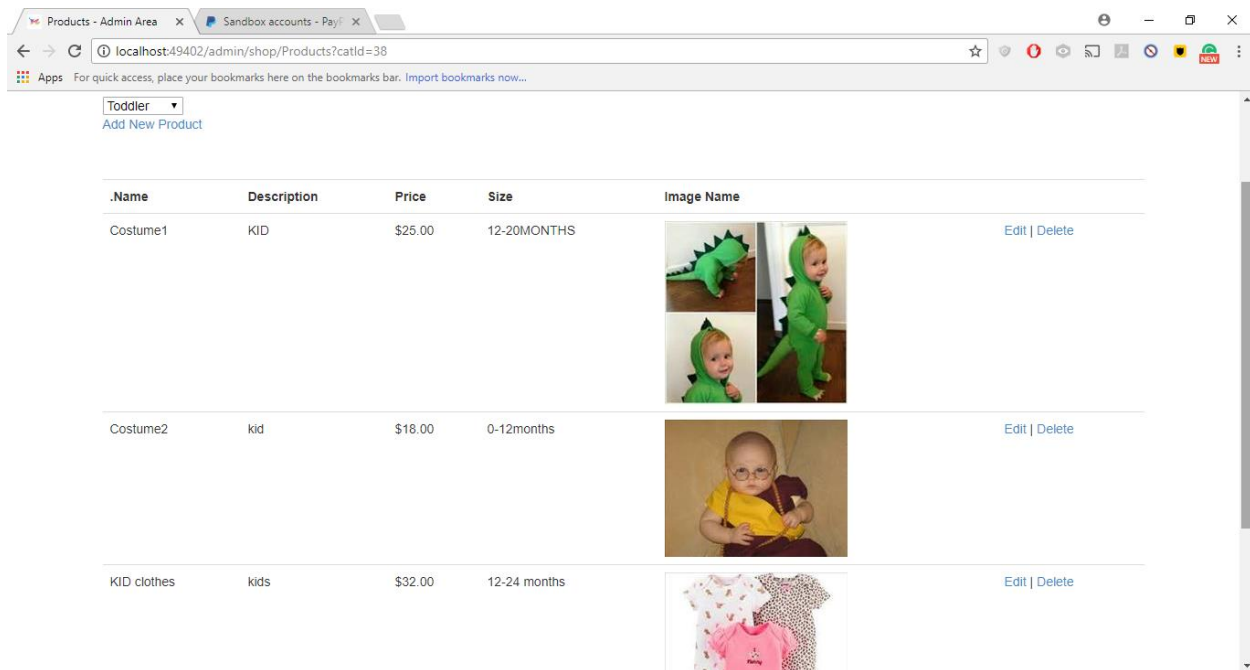 Products - Admin Area
Sandbox accounts - PayP
localhost:49402/admin/shop/Products?catId=38
Apps For quick access, place your bookmarks here on the bookmarks bar. Import bookmarks now...
NEW
Toddler
Add New Product
.Name Description Price Size Image Name
Costume1 KID $25.00 12-20MONTHS Edit | Delete
Costume2 kid $18.00 0-12months Edit | Delete
KID clothes kids $32.00 12-24 months Edit | Delete